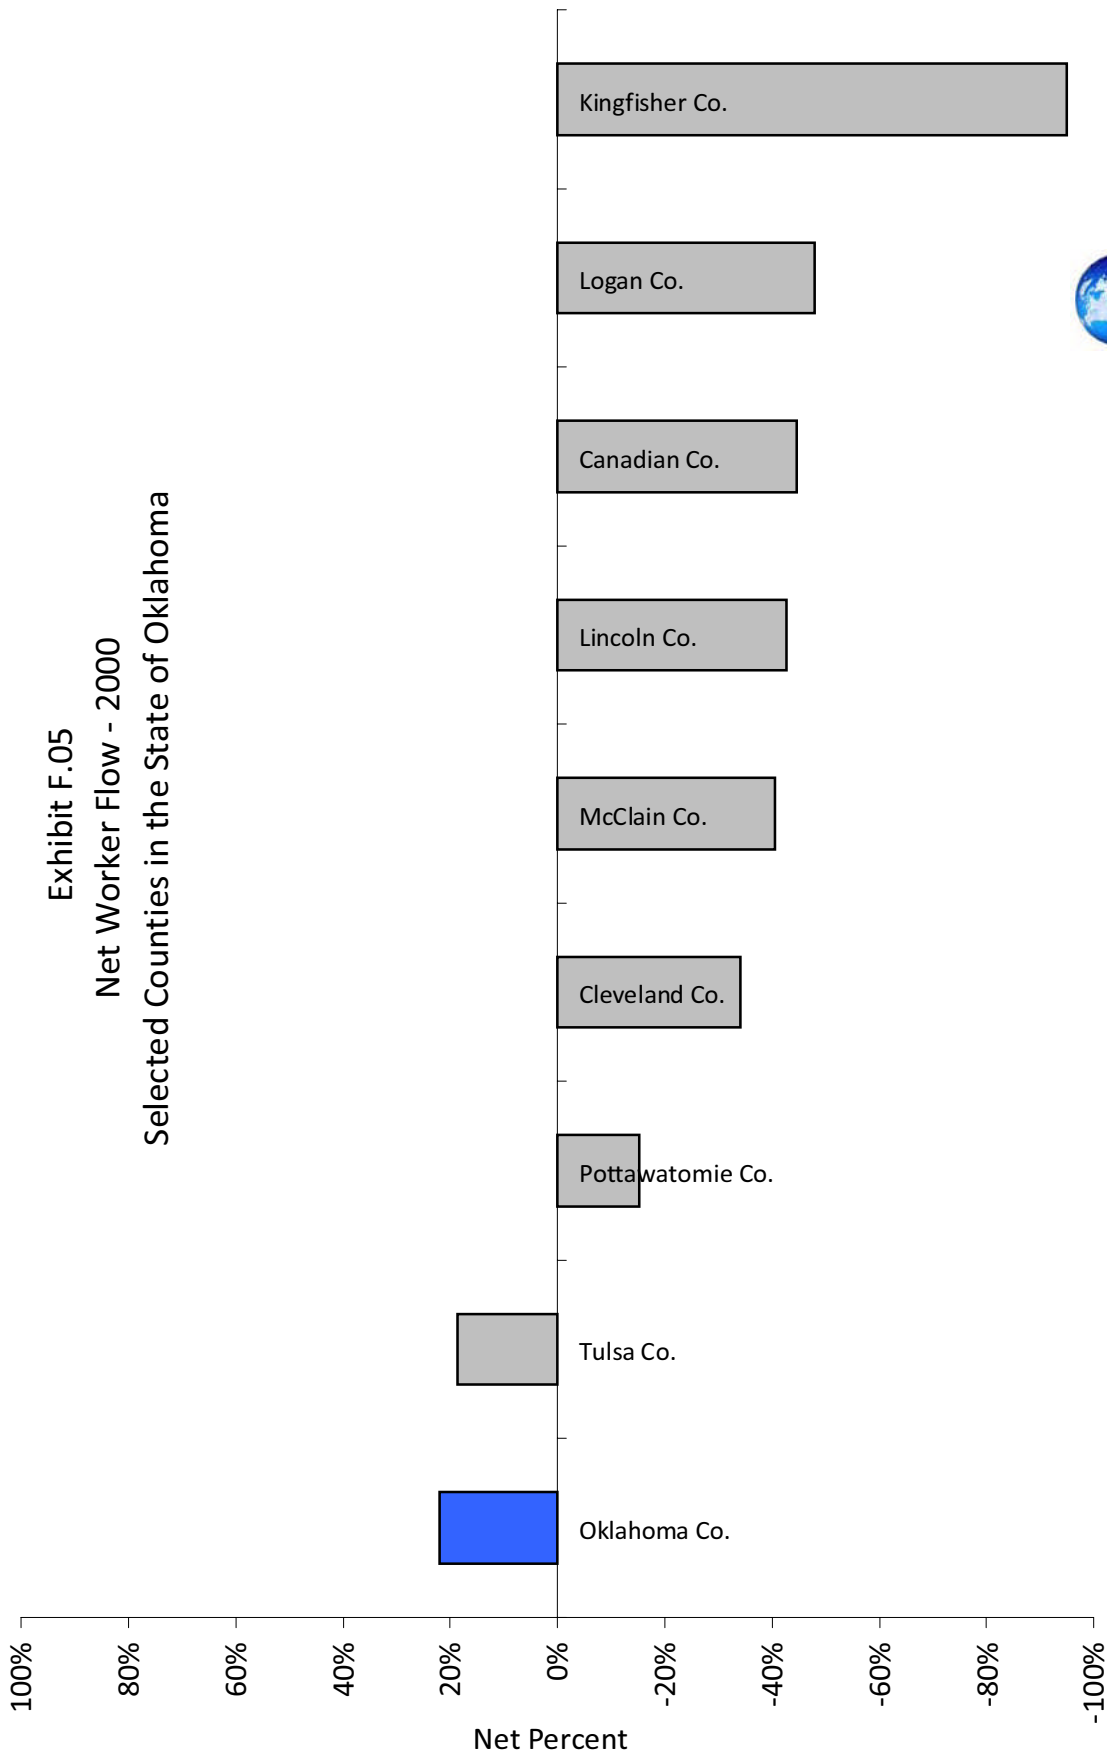 Exhibit F.05
Net Worker Flow - 2000
Selected Counties in the State of Oklahoma
Kingfisher Co.
Logan Co.
Canadian Co.
Lincoln Co.
McClain Co.
Cleveland Co.
Pottawatomie Co.
Tulsa Co.
Oklahoma Co.
100%
80%
60%
40%
20%
0%
-20%
-40%
-60%
-80%
-100%
Net Percent